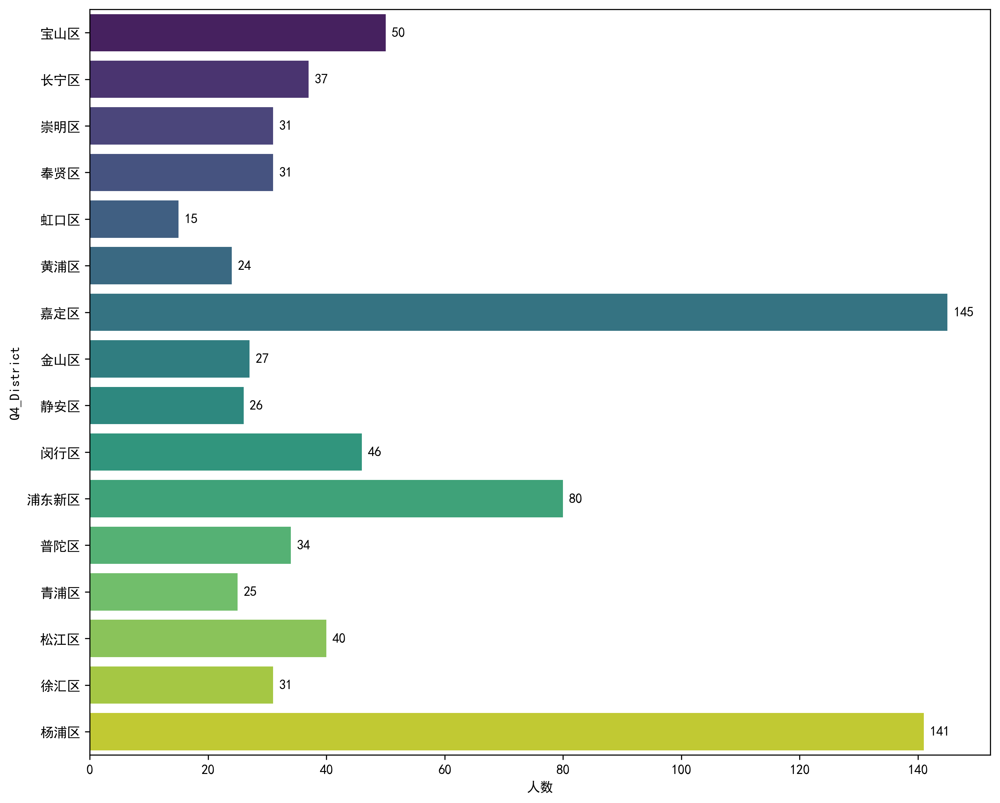 宝山区 50
长宁区 37
崇明区 31
奉贤区 31
虹口区 15
黄浦区 24
嘉定区 145
金山区 27
静安区 26
闵行区 46
浦东新区 80
普陀区 34
青浦区 25
松江区 40
徐汇区 31
杨浦区 141
Q4_District
0 20 40 60 80 100 120 140
人数